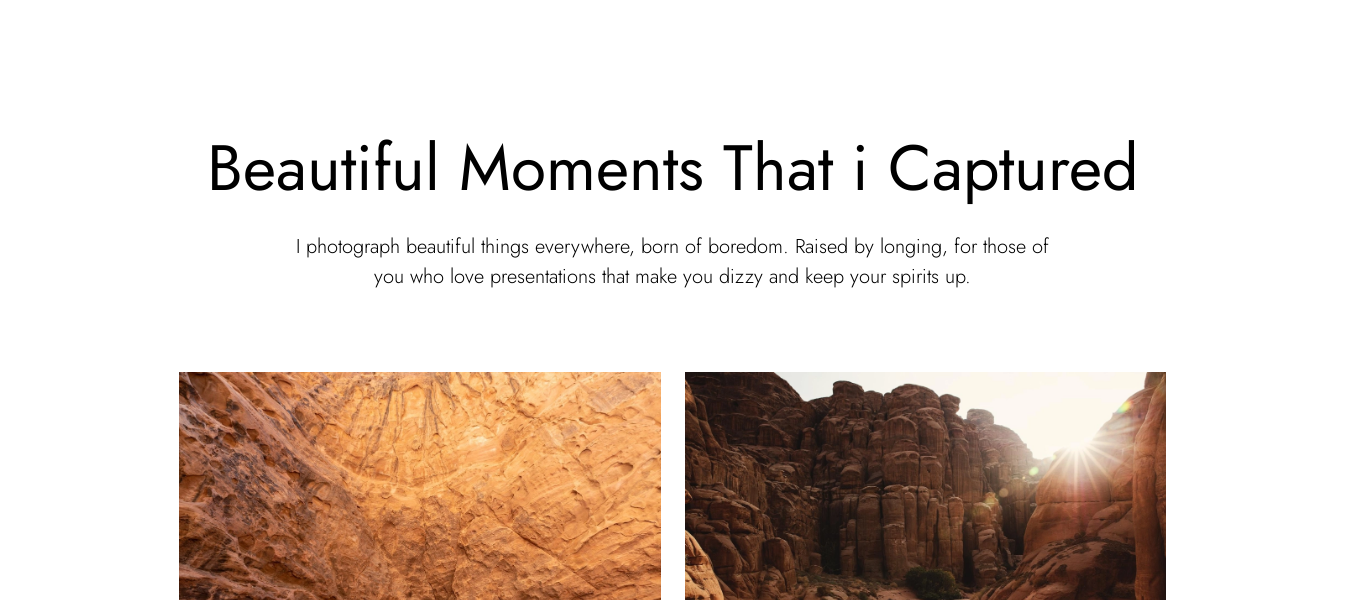 Beautiful Moments That i Captured
I photograph beautiful things everywhere, born of boredom. Raised by longing, for those of
you who love presentations that make you dizzy and keep your spirits up.